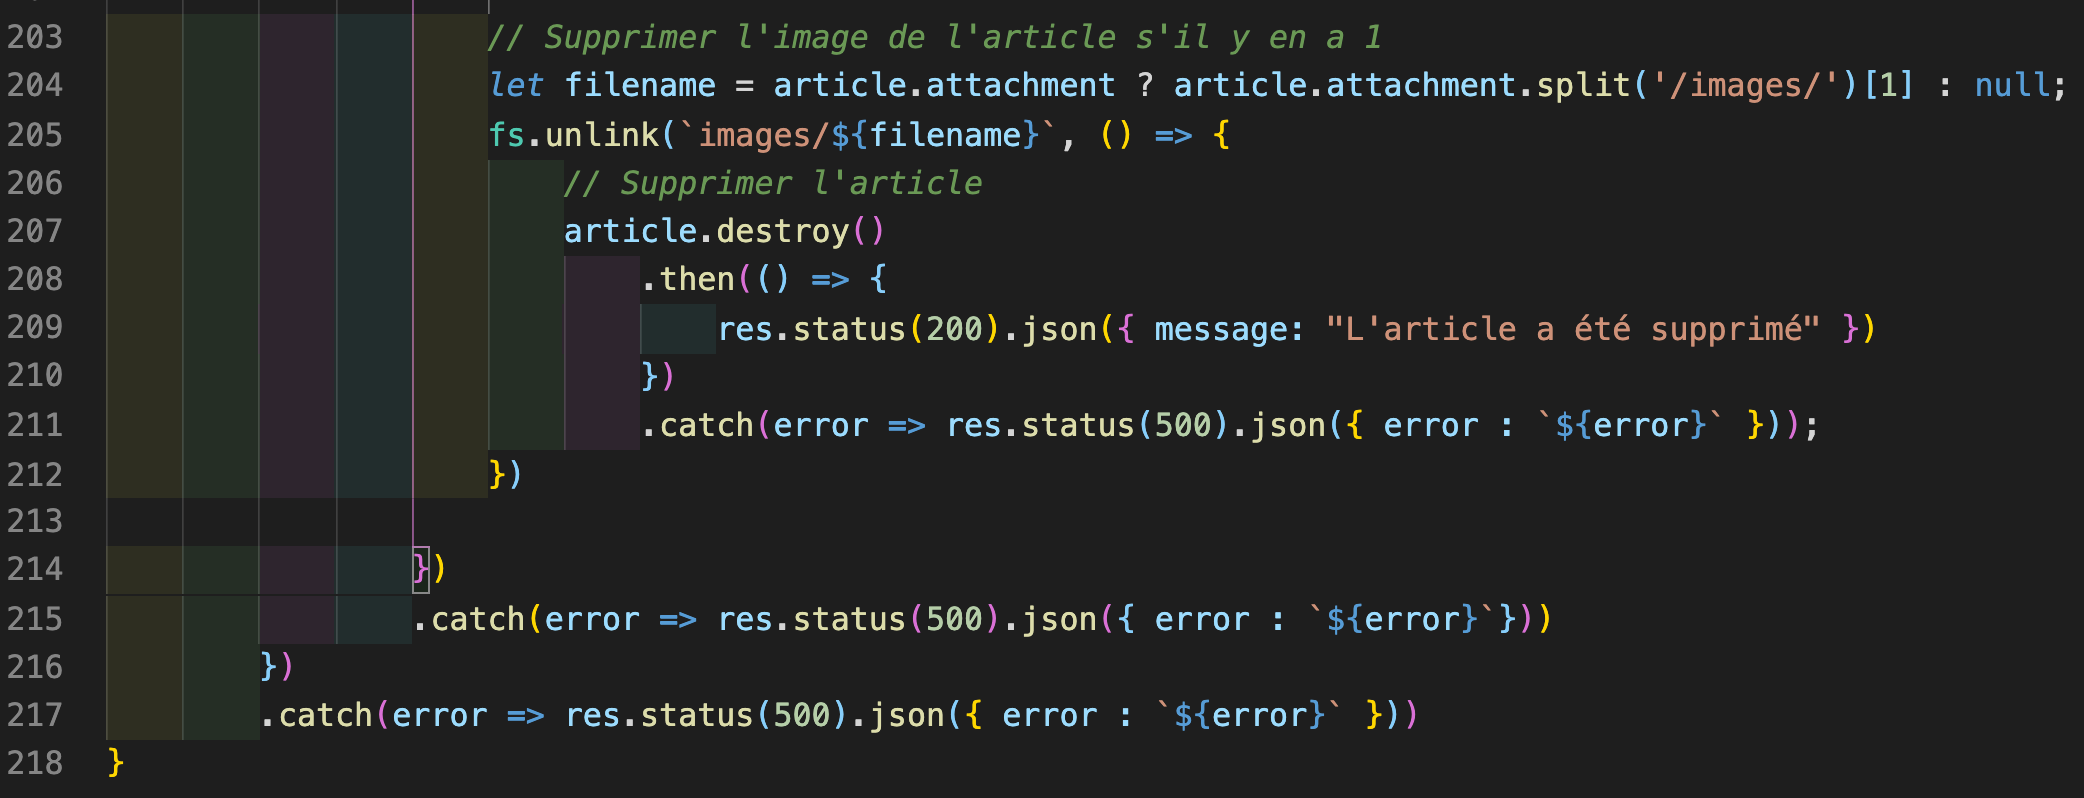 203 // Supprimer l'image de l'article s'il y en a 1
204 let filename = article.attachment ? article.attachment.split('/images/')[1] : null;
205 fs.unlink(`images/${filename}`, () => {
206 // Supprimer l'article
207 article.destroy()
208 .then(() => {
209 res.status(200).json({ message: "L'article a été supprimé" })
210 })
211 .catch(error => res.status(500).json({ error : `${error}` }));
212 })
213
214 })
215 .catch(error => res.status(500).json({ error : `${error}`}))
216 })
217 .catch(error => res.status(500).json({ error : `${error}` }))
218 }